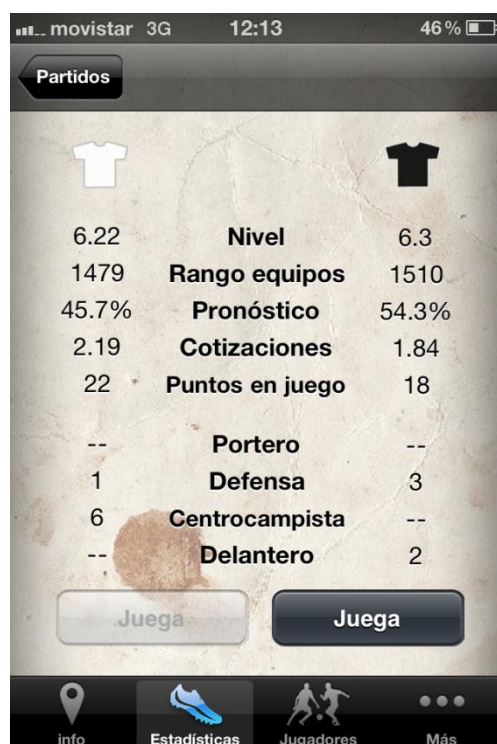 movistar 3G 12:13 46%
Partidos
6.22 Nivel 6.3
1479 Rango equipos 1510
45.7% Pronóstico 54.3%
2.19 Cotizaciones 1.84
22 Puntos en juego 18
-- Portero --
1 Defensa 3
6 Centrocampista --
-- Delantero 2
Juega Juega
info Estadísticas Jugadores Más